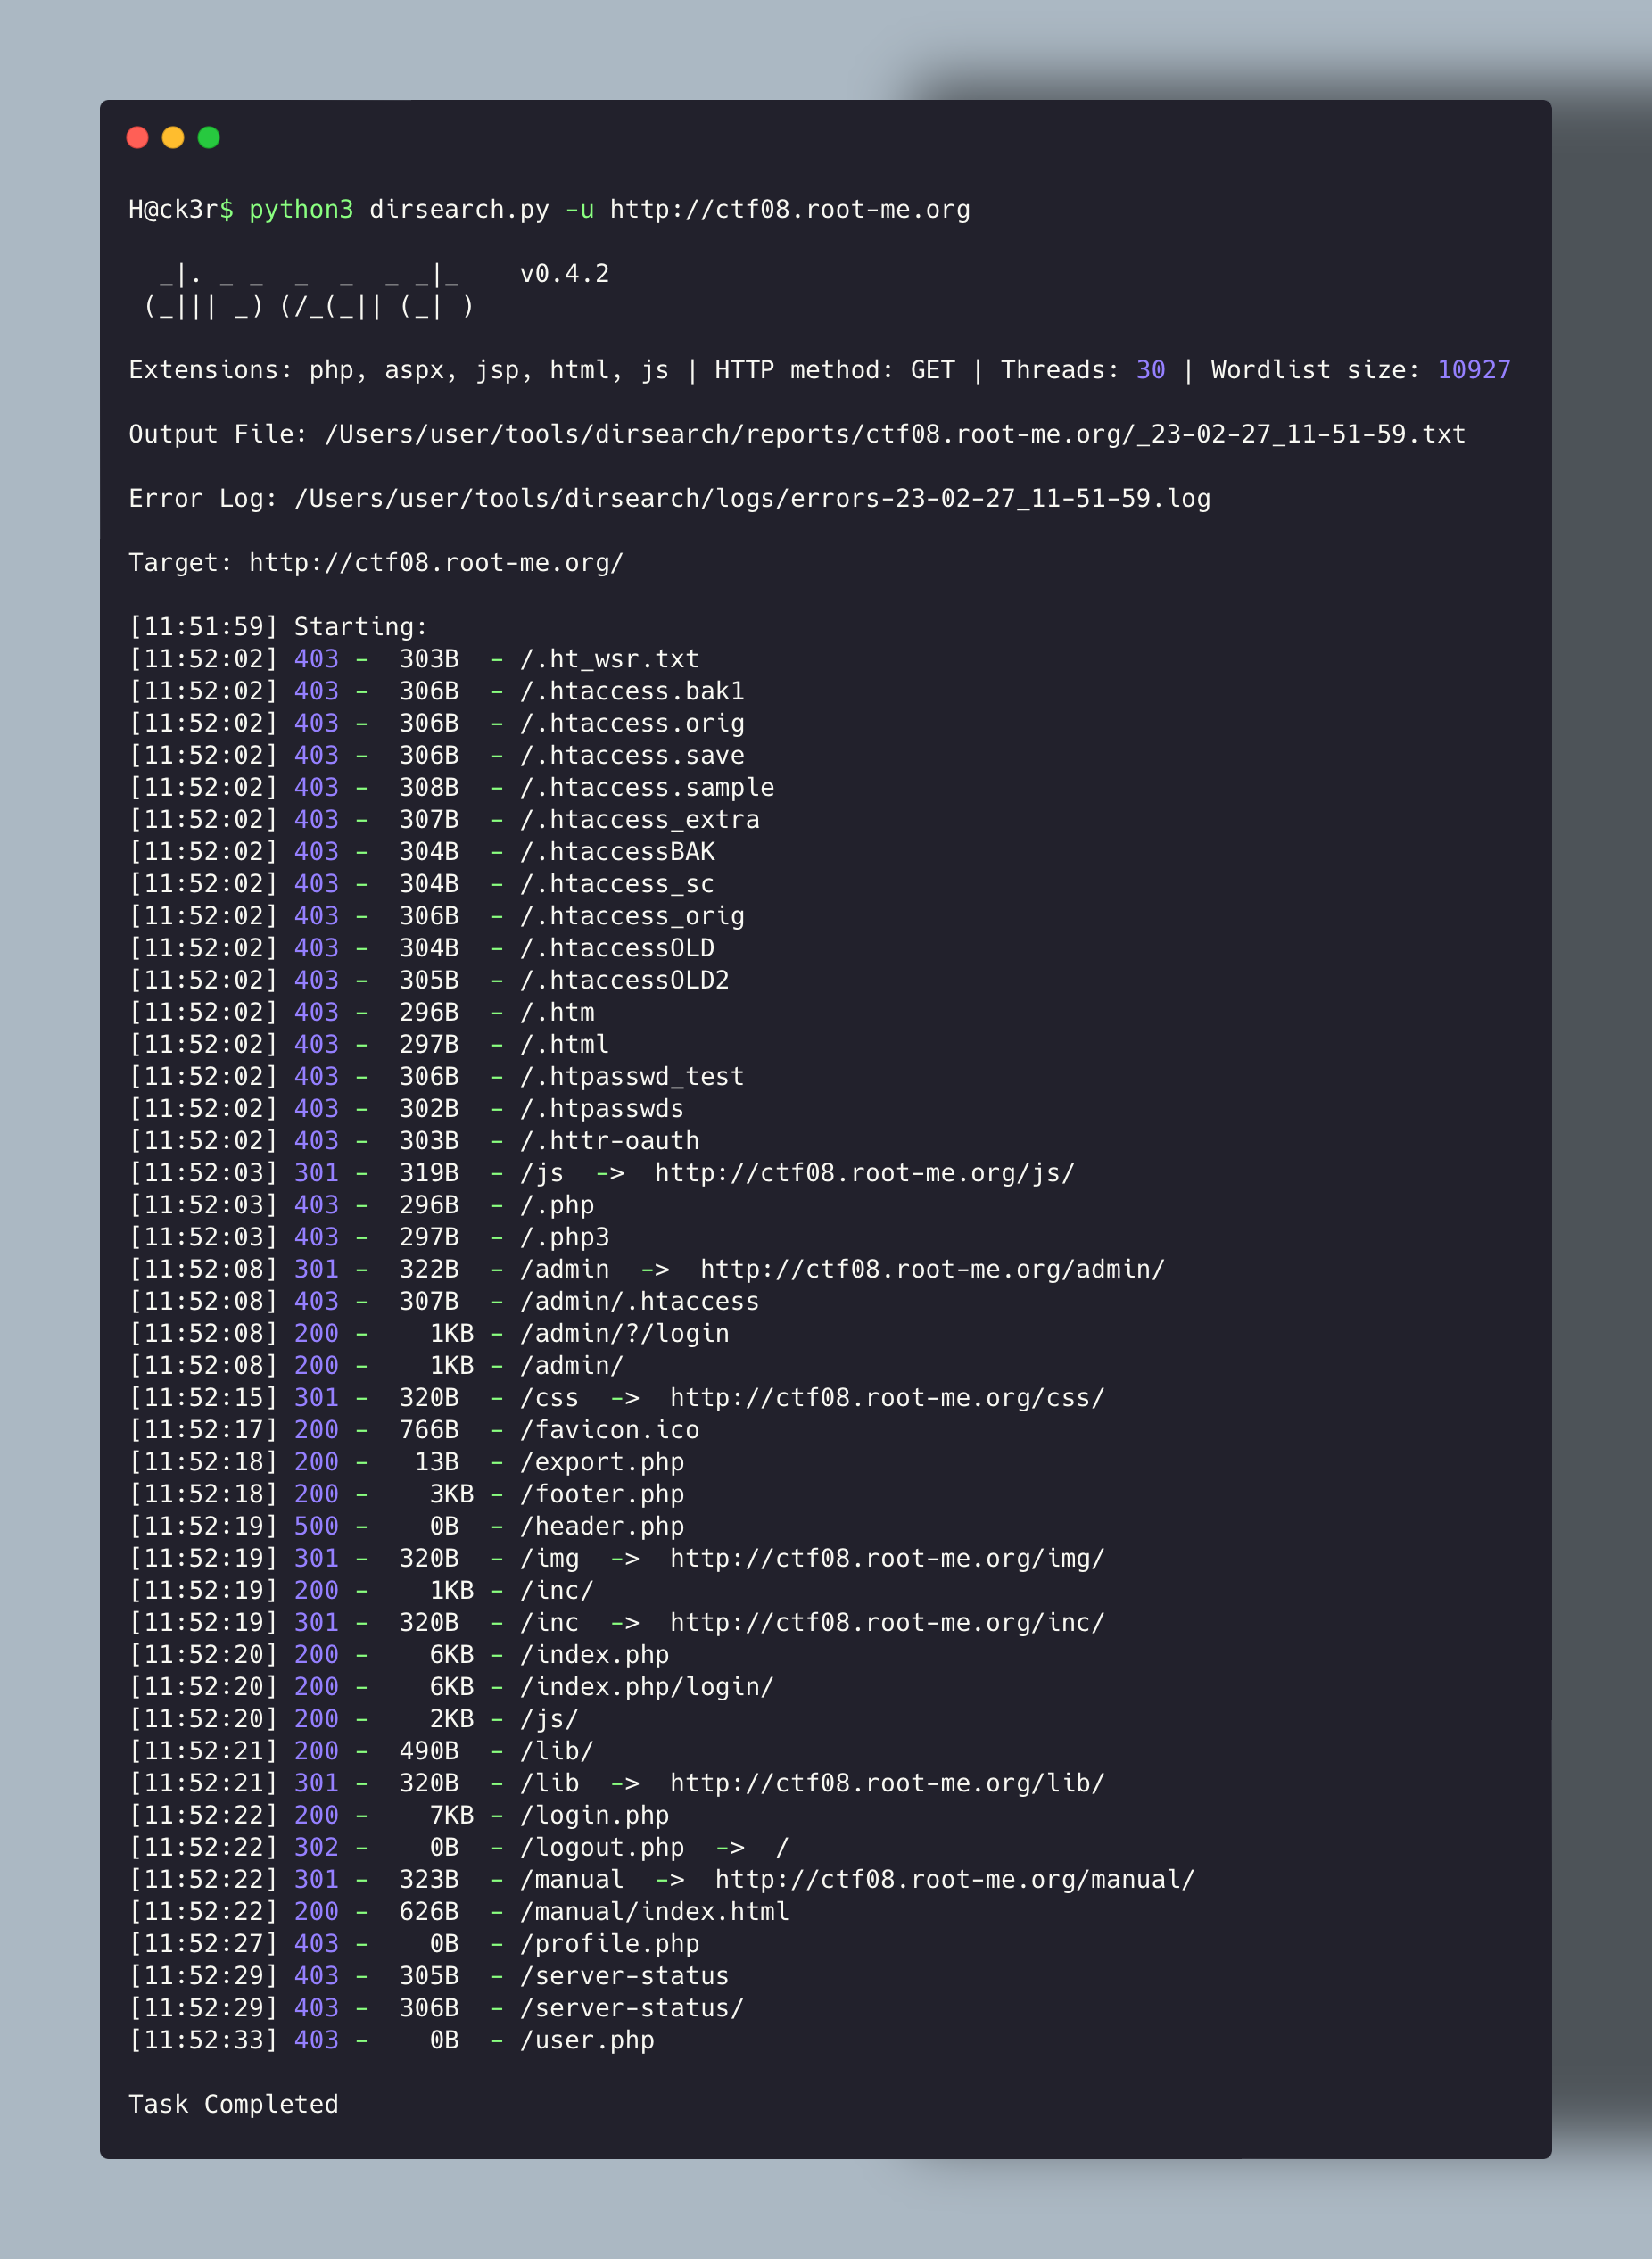 H@ck3r$ python3 dirsearch.py -u http://ctf08.root-me.org
  _|. _ _  _  _  _ _|_    v0.4.2
 (_||| _) (/_(_|| (_| )
Extensions: php, aspx, jsp, html, js | HTTP method: GET | Threads: 30 | Wordlist size: 10927
Output File: /Users/user/tools/dirsearch/reports/ctf08.root-me.org/_23-02-27_11-51-59.txt
Error Log: /Users/user/tools/dirsearch/logs/errors-23-02-27_11-51-59.log
Target: http://ctf08.root-me.org/
[11:51:59] Starting:
[11:52:02] 403 -  303B  - /.ht_wsr.txt
[11:52:02] 403 -  306B  - /.htaccess.bak1
[11:52:02] 403 -  306B  - /.htaccess.orig
[11:52:02] 403 -  306B  - /.htaccess.save
[11:52:02] 403 -  308B  - /.htaccess.sample
[11:52:02] 403 -  307B  - /.htaccess_extra
[11:52:02] 403 -  304B  - /.htaccessBAK
[11:52:02] 403 -  304B  - /.htaccess_sc
[11:52:02] 403 -  306B  - /.htaccess_orig
[11:52:02] 403 -  304B  - /.htaccessOLD
[11:52:02] 403 -  305B  - /.htaccessOLD2
[11:52:02] 403 -  296B  - /.htm
[11:52:02] 403 -  297B  - /.html
[11:52:02] 403 -  306B  - /.htpasswd_test
[11:52:02] 403 -  302B  - /.htpasswds
[11:52:02] 403 -  303B  - /.httr-oauth
[11:52:03] 301 -  319B  - /js  ->  http://ctf08.root-me.org/js/
[11:52:03] 403 -  296B  - /.php
[11:52:03] 403 -  297B  - /.php3
[11:52:08] 301 -  322B  - /admin  ->  http://ctf08.root-me.org/admin/
[11:52:08] 403 -  307B  - /admin/.htaccess
[11:52:08] 200 -    1KB - /admin/?/login
[11:52:08] 200 -    1KB - /admin/
[11:52:15] 301 -  320B  - /css  ->  http://ctf08.root-me.org/css/
[11:52:17] 200 -  766B  - /favicon.ico
[11:52:18] 200 -   13B  - /export.php
[11:52:18] 200 -    3KB - /footer.php
[11:52:19] 500 -    0B  - /header.php
[11:52:19] 301 -  320B  - /img  ->  http://ctf08.root-me.org/img/
[11:52:19] 200 -    1KB - /inc/
[11:52:19] 301 -  320B  - /inc  ->  http://ctf08.root-me.org/inc/
[11:52:20] 200 -    6KB - /index.php
[11:52:20] 200 -    6KB - /index.php/login/
[11:52:20] 200 -    2KB - /js/
[11:52:21] 200 -  490B  - /lib/
[11:52:21] 301 -  320B  - /lib  ->  http://ctf08.root-me.org/lib/
[11:52:22] 200 -    7KB - /login.php
[11:52:22] 302 -    0B  - /logout.php  ->  /
[11:52:22] 301 -  323B  - /manual  ->  http://ctf08.root-me.org/manual/
[11:52:22] 200 -  626B  - /manual/index.html
[11:52:27] 403 -    0B  - /profile.php
[11:52:29] 403 -  305B  - /server-status
[11:52:29] 403 -  306B  - /server-status/
[11:52:33] 403 -    0B  - /user.php
Task Completed